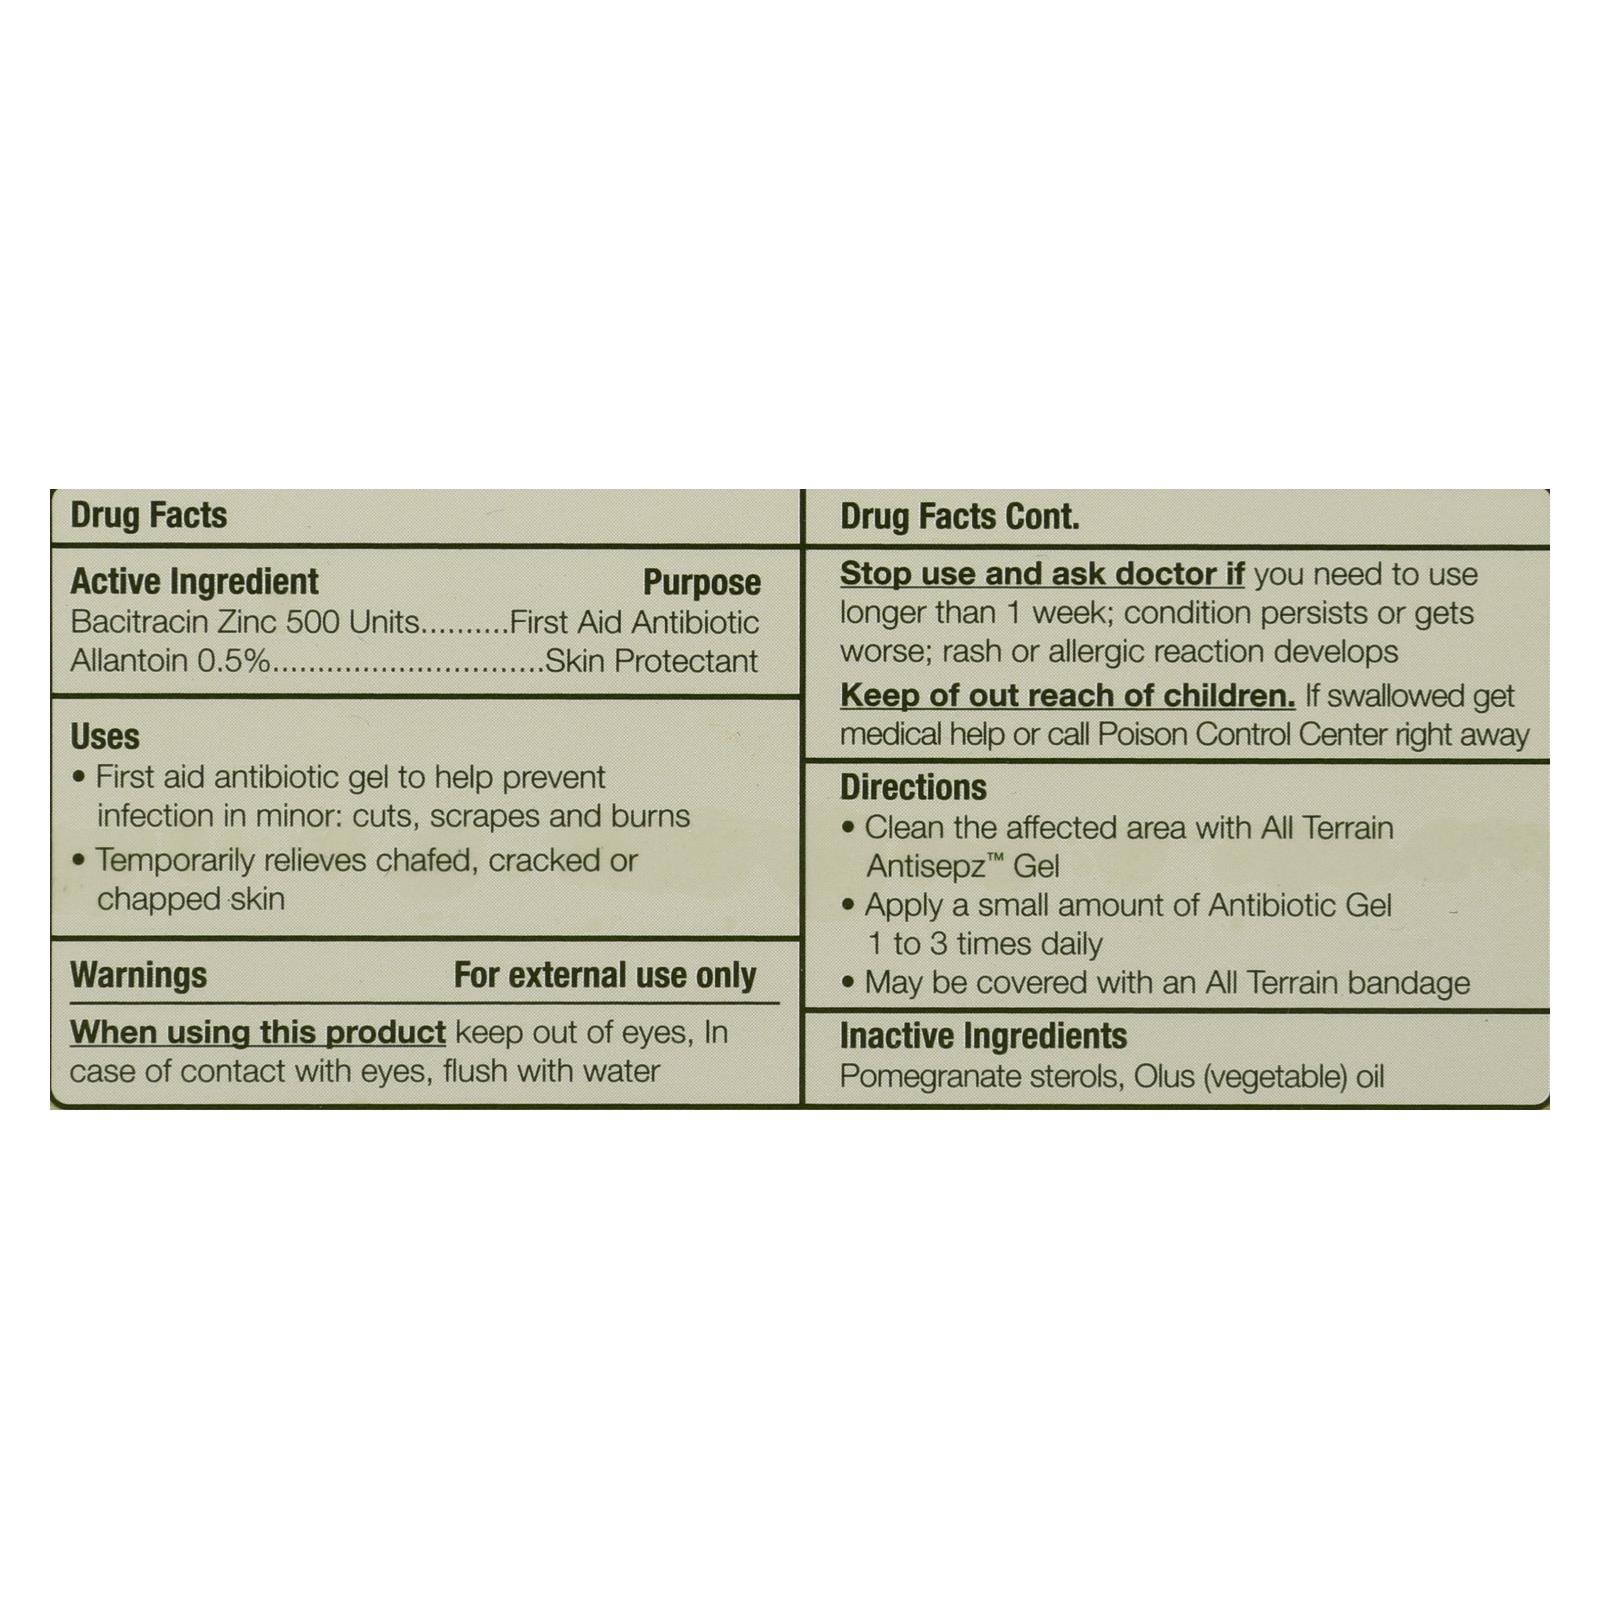 Drug Facts
Active Ingredient Purpose
Bacitracin Zinc 500 Units..........First Aid Antibiotic
Allantoin 0.5%..............................Skin Protectant
Uses
• First aid antibiotic gel to help prevent
infection in minor: cuts, scrapes and burns
• Temporarily relieves chafed, cracked or
chapped skin
Warnings For external use only
When using this product keep out of eyes, In
case of contact with eyes, flush with water
Drug Facts Cont.
Stop use and ask doctor if you need to use
longer than 1 week; condition persists or gets
worse; rash or allergic reaction develops
Keep of out reach of children. If swallowed get
medical help or call Poison Control Center right away
Directions
• Clean the affected area with All Terrain
Antisepz™ Gel
• Apply a small amount of Antibiotic Gel
1 to 3 times daily
• May be covered with an All Terrain bandage
Inactive Ingredients
Pomegranate sterols, Olus (vegetable) oil